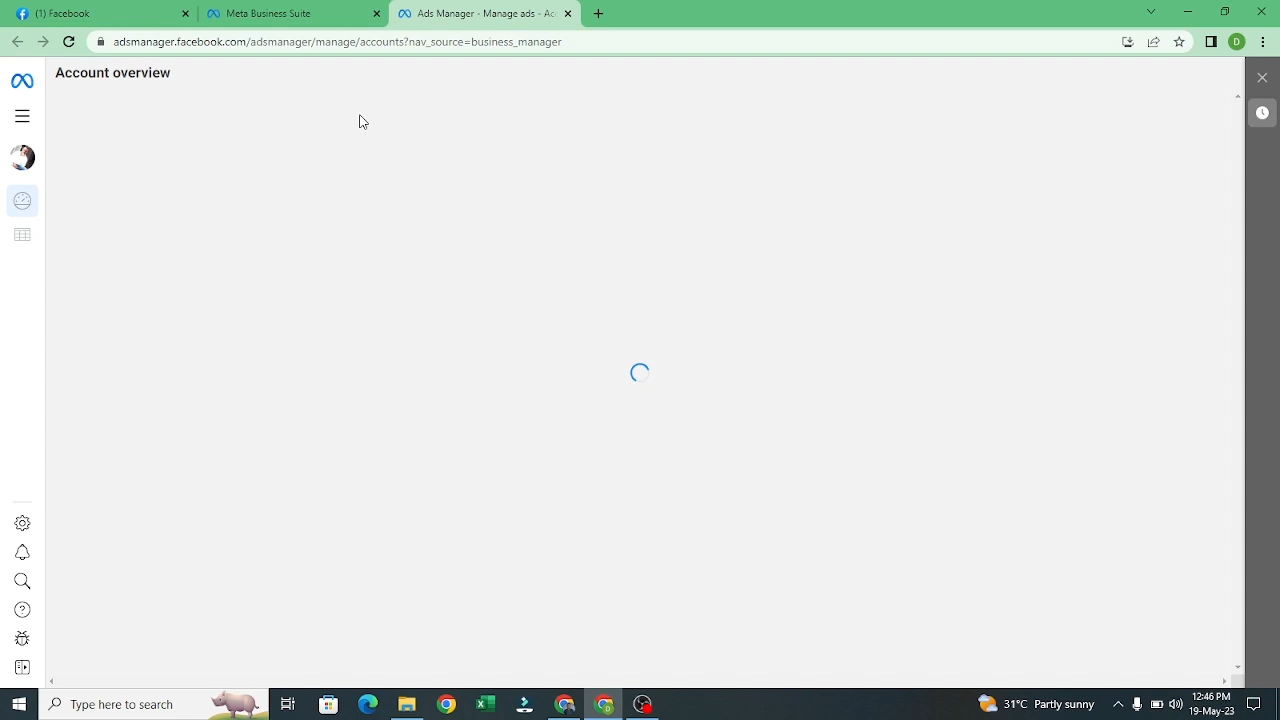 (1) Facebook
Meta Business Suite
Ads Manager - Manage ads - Ac
adsmanager.facebook.com/adsmanager/manage/accounts?nav_source=business_manager
D
Account overview
Type here to search
D
31°C Partly sunny
12:46 PM
19-May-23